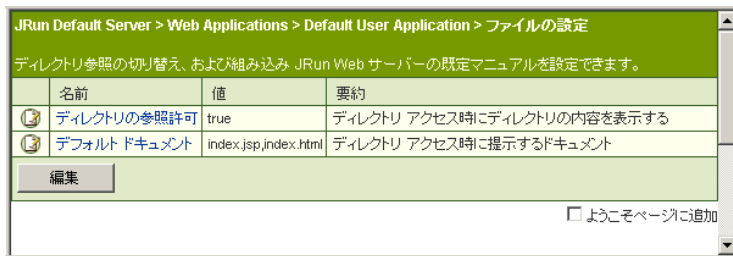 JRun Default Server > Web Applications > Default User Application > ファイルの設定
ディレクトリ参照の切り替え、および組み込み JRun Web サーバーの既定マニュアルを設定できます。
名前 値 要約
ディレクトリの参照許可 true ディレクトリ アクセス時にディレクトリの内容を表示する
デフォルト ドキュメント index.jsp,index.html ディレクトリ アクセス時に提示するドキュメント
編集
ようこそページに追加